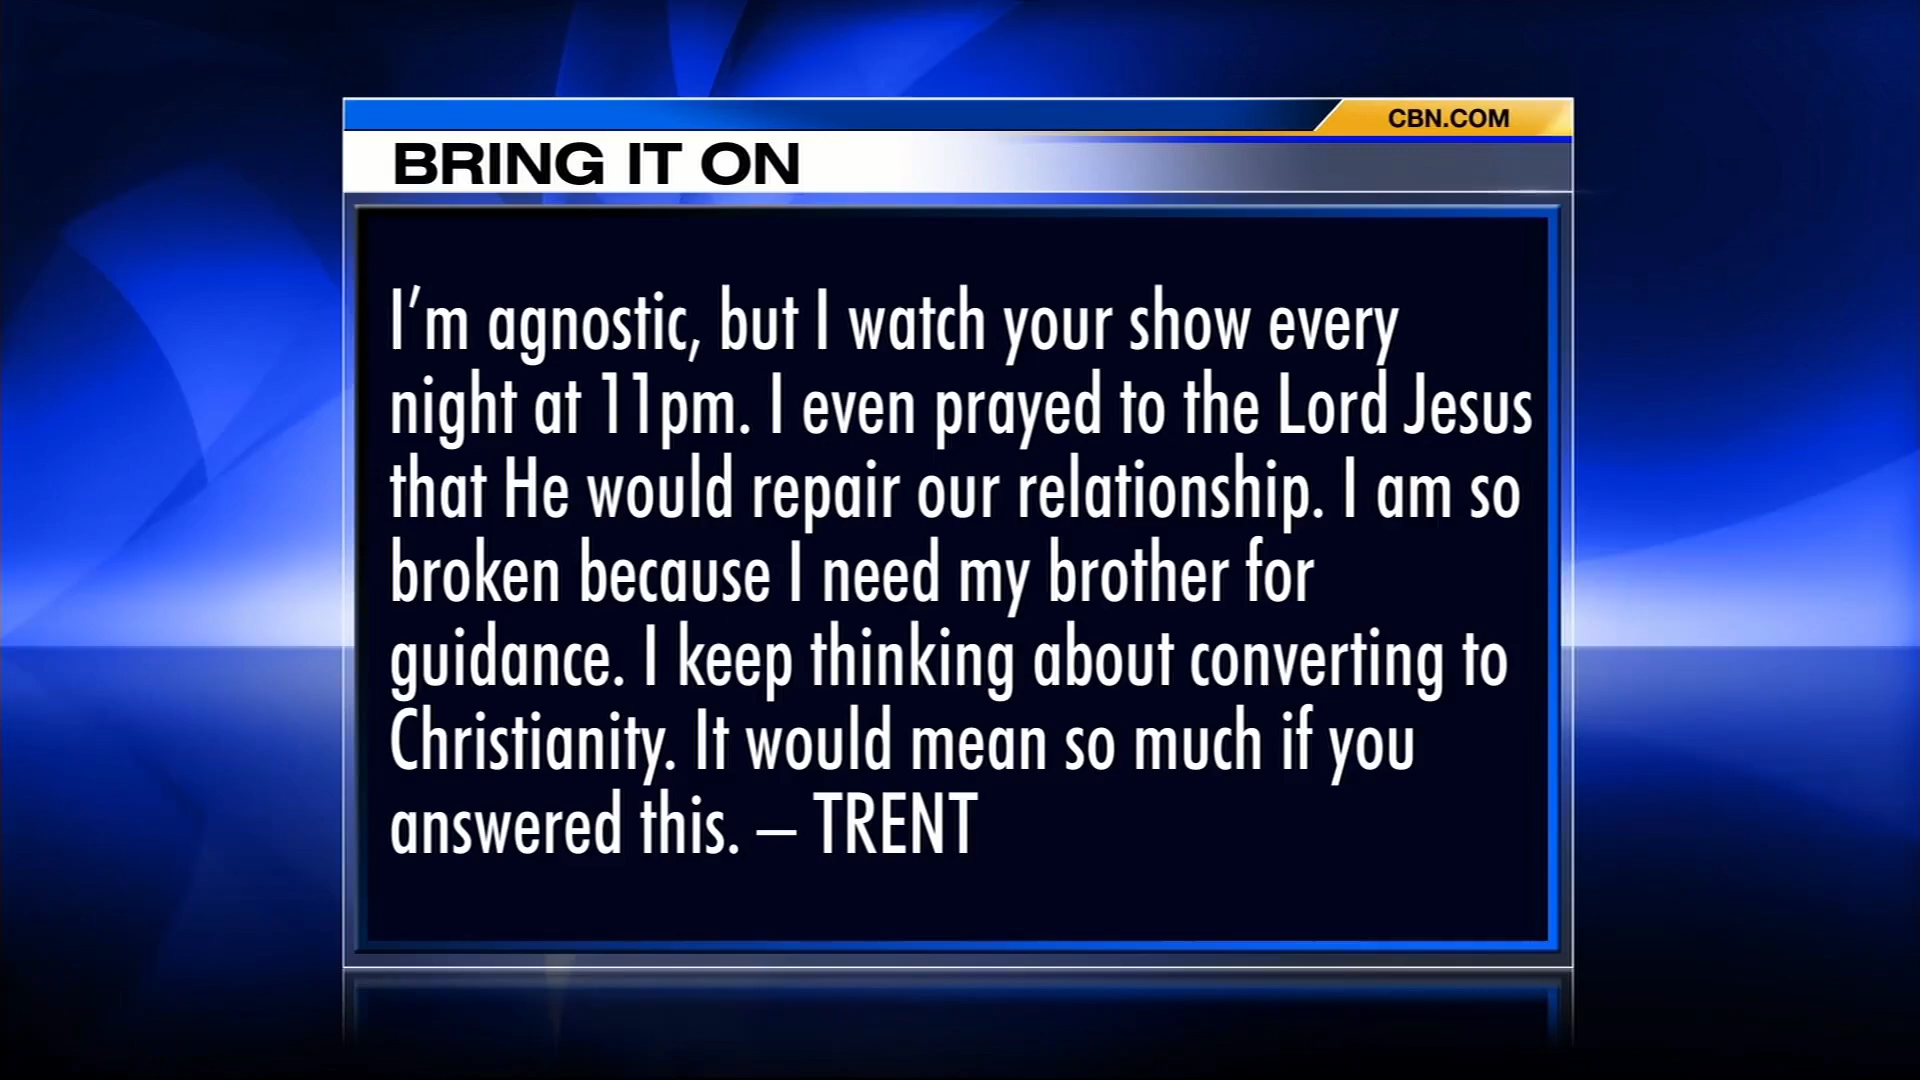 CBN.COM
BRING IT ON
I’m agnostic, but I watch your show every
night at 11pm. I even prayed to the Lord Jesus
that He would repair our relationship. I am so
broken because I need my brother for
guidance. I keep thinking about converting to
Christianity. It would mean so much if you
answered this. – TRENT